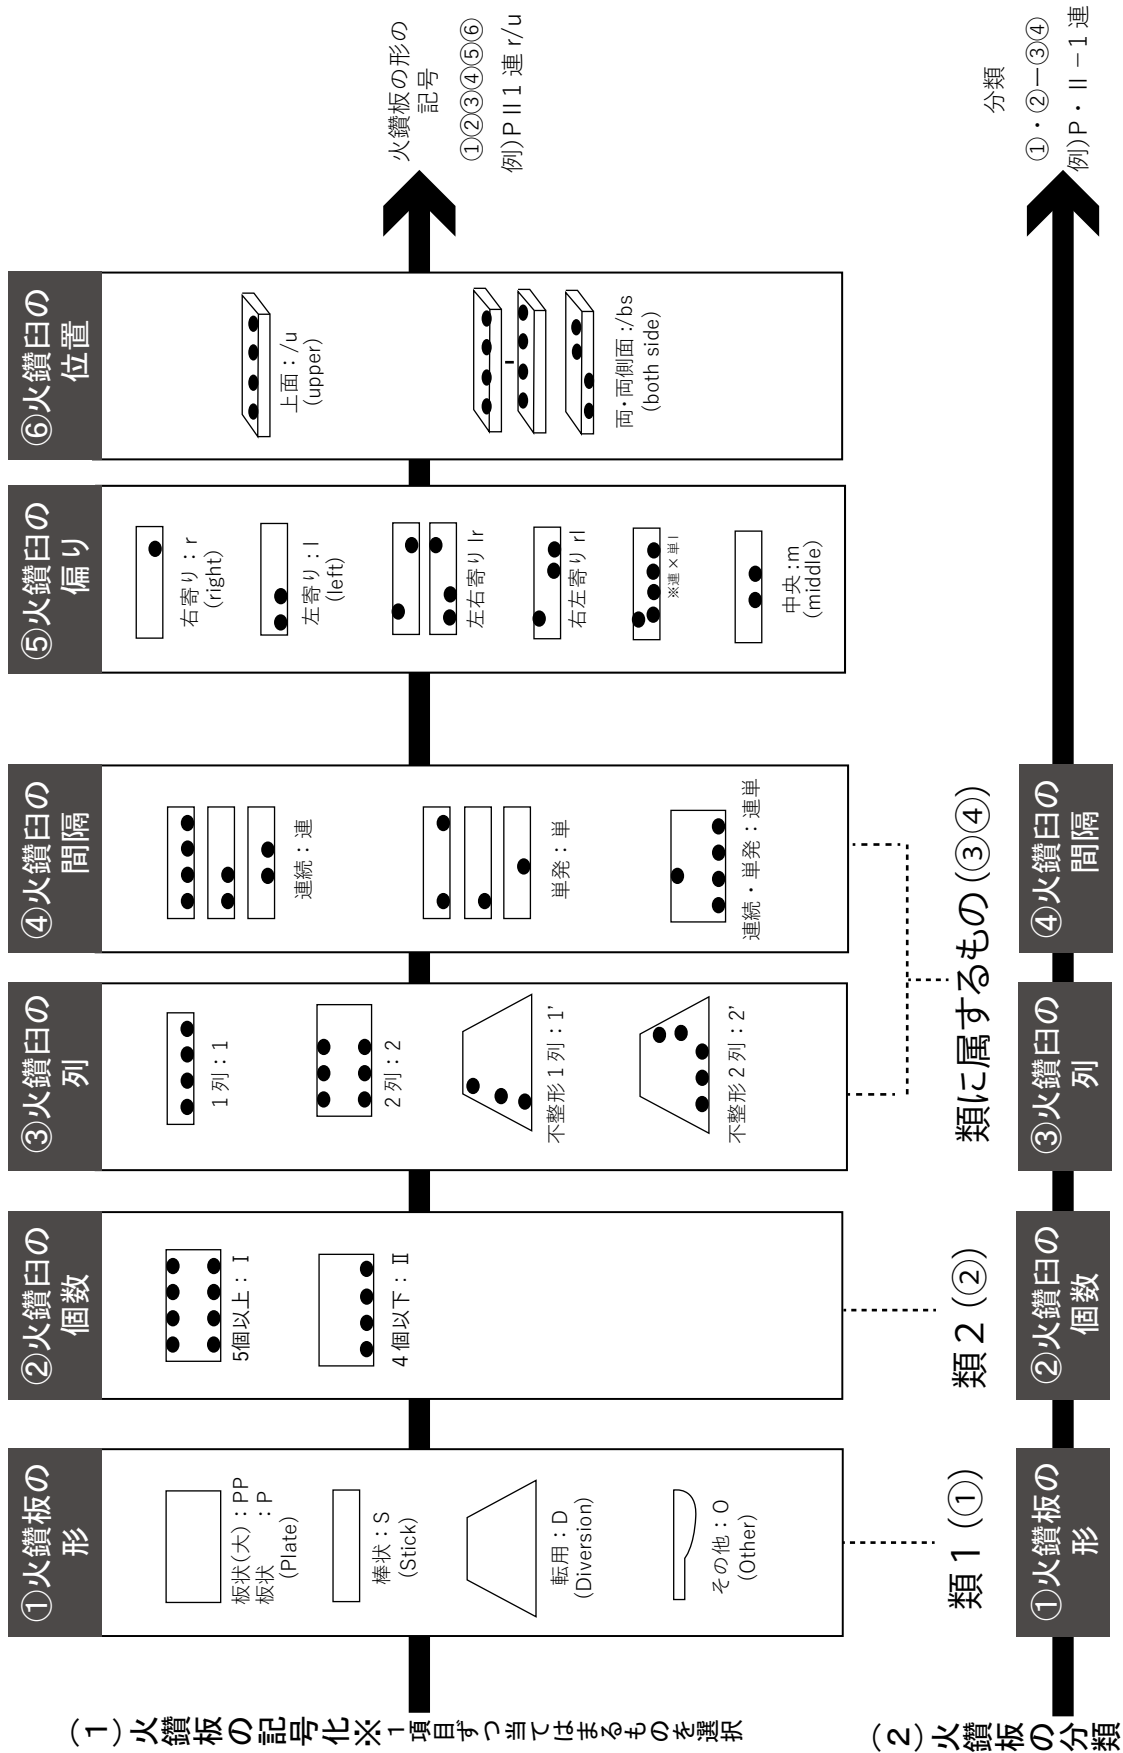 （１）火鑽板の記号化※１項目ずつ当てはまるものを選択
①火鑽板の
形
板状(大)：PP
板状　：P
(Plate)
棒状：S
(Stick)
転用：D
(Diversion)
その他：O
(Other)
②火鑽臼の
個数
5個以上：Ⅰ
４個以下：Ⅱ
③火鑽臼の
列
１列：1
２列：2
不整形１列：1’
不整形２列：2’
④火鑽臼の
間隔
連続：連
単発：単
連続・単発：連単
⑤火鑽臼の
偏り
右寄り：r
(right)
左寄り：l
(left)
左右寄り lr
右左寄り rl
※連×単 l
中央：m
(middle)
⑥火鑽臼の
位置
上面：/u
(upper)
両・両側面：/bs
(both side)
火鑽板の形の
記号
①②③④⑤⑥
例)PⅡ１連 r/u
類１(①)
類２(②)
類に属するもの(③④)
（２）火鑽板の分類
①火鑽板の
形
②火鑽臼の
個数
③火鑽臼の
列
④火鑽臼の
間隔
分類
①・②ー③④
例)P・Ⅱ－１連